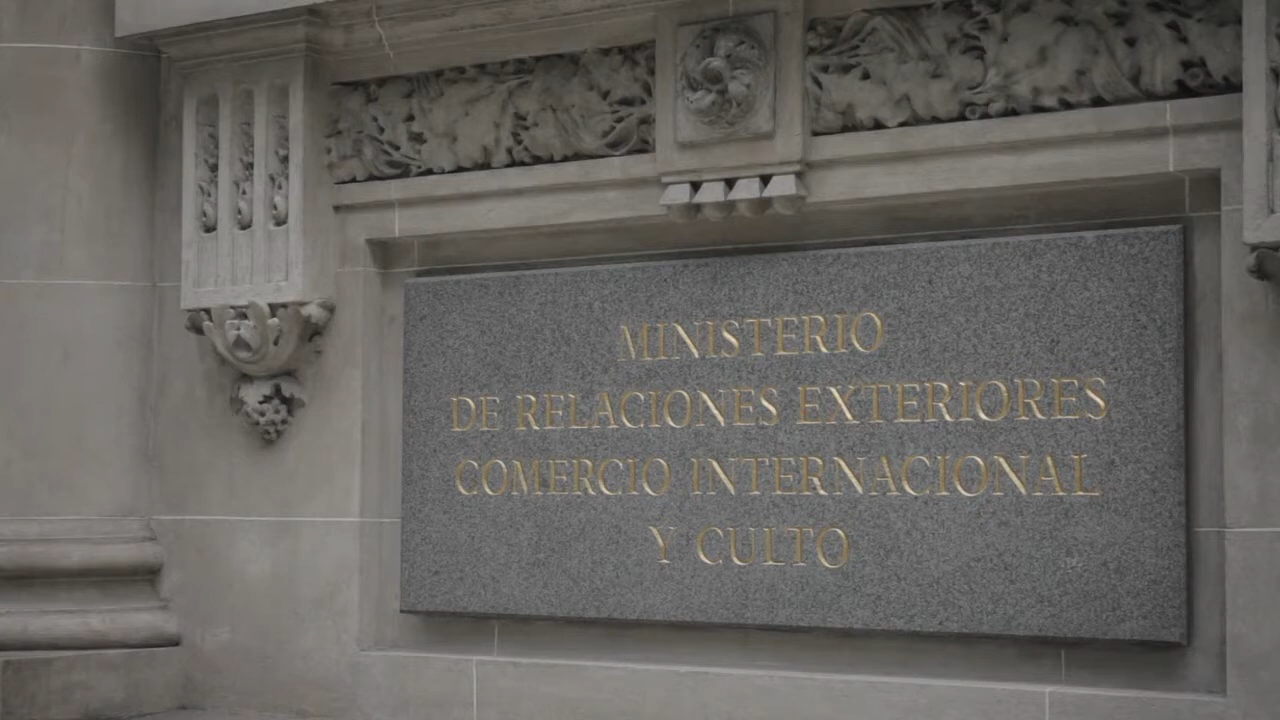 MINISTERIO
DE RELACIONES EXTERIORES
COMERCIO INTERNACIONAL
Y CULTO